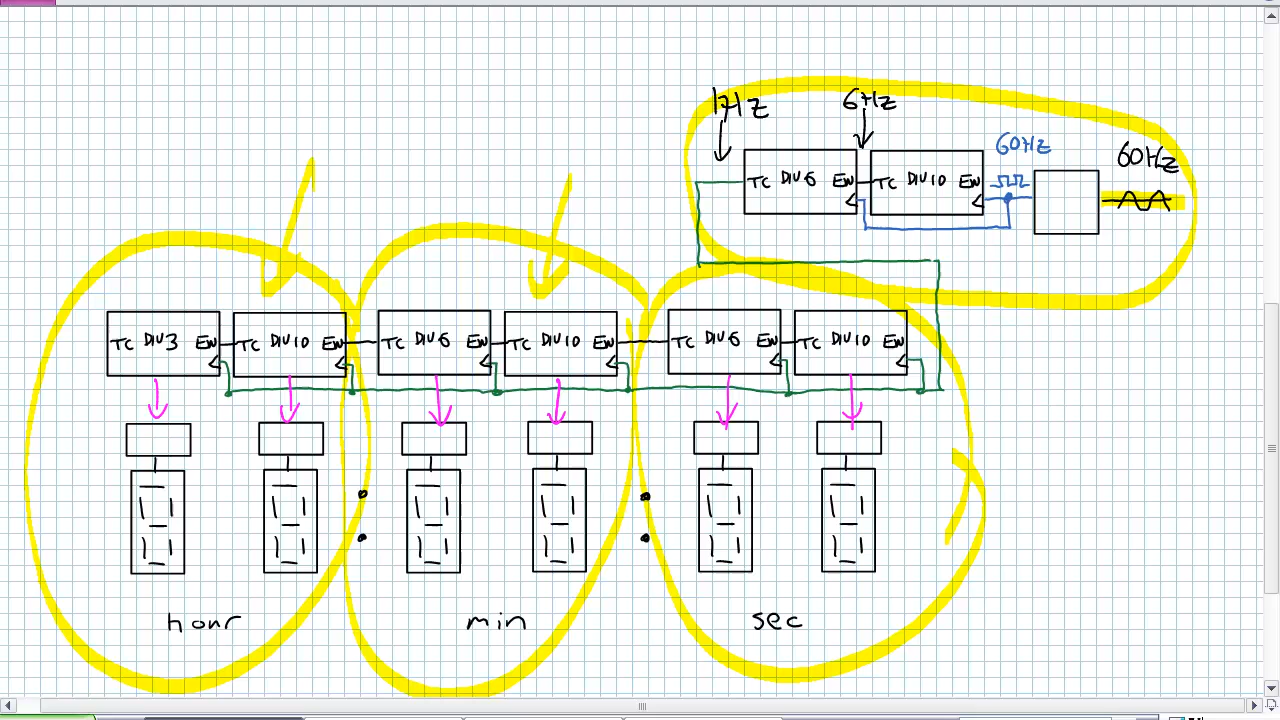 1Hz 6Hz
60Hz 60Hz
TC DIV6 EN TC DIV10 EN
TC DIV3 EN TC DIV10 EN TC DIV6 EN TC DIV10 EN TC DIV6 EN TC DIV10 EN
hour min sec